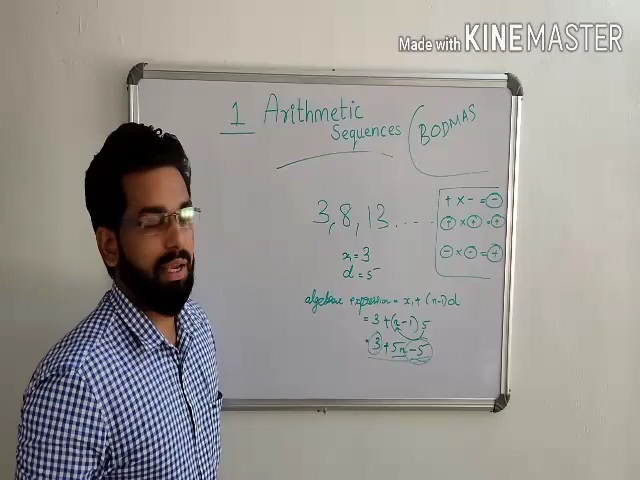 Made with KINEMASTER
1 Arithmetic
Sequences
BODMAS
3, 8, 13 . . . . . .
x₁ = 3
d = 5
algebraic expression = x₁ + (n-1)d
= 3 + (n-1) 5
= 3 + 5n - 5
+ x - = -
+ x + = +
- x - = +